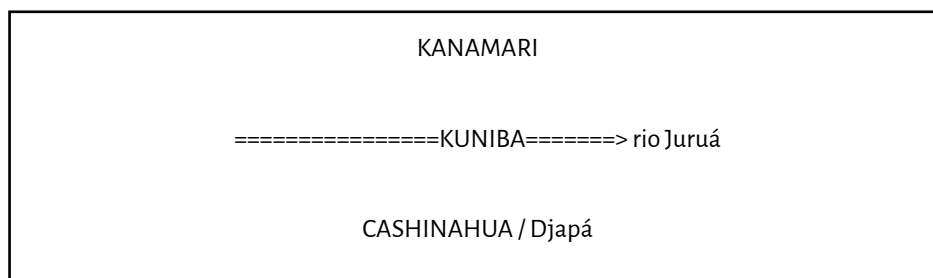 KANAMARI
================KUNIBA=======> rio Juruá
CASHINAHUA / Djapá